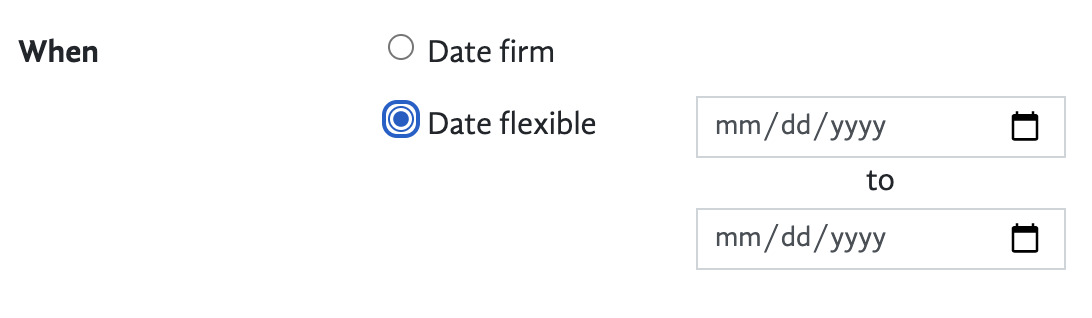 When
Date firm
Date flexible
mm/dd/yyyy
to
mm/dd/yyyy